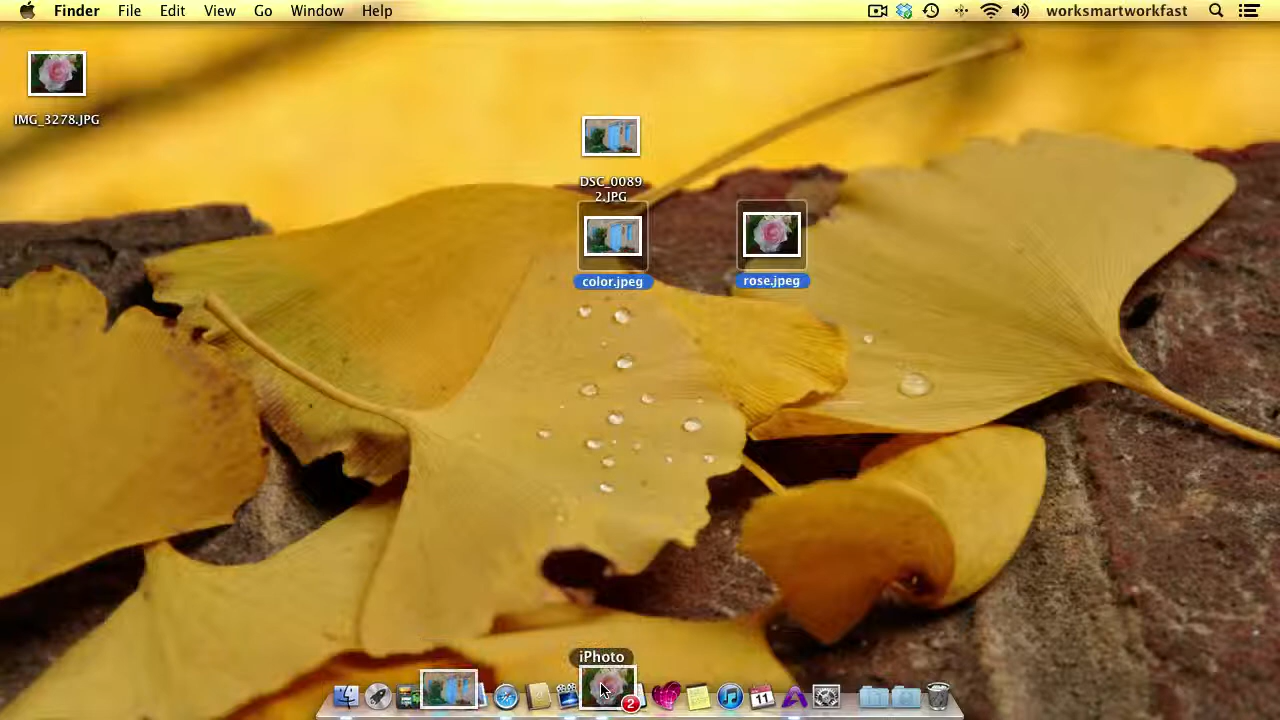 Finder File Edit View Go Window Help worksmartworkfast
IMG_3278.JPG
DSC_0089
2.JPG
color.jpeg rose.jpeg
iPhoto
2
11